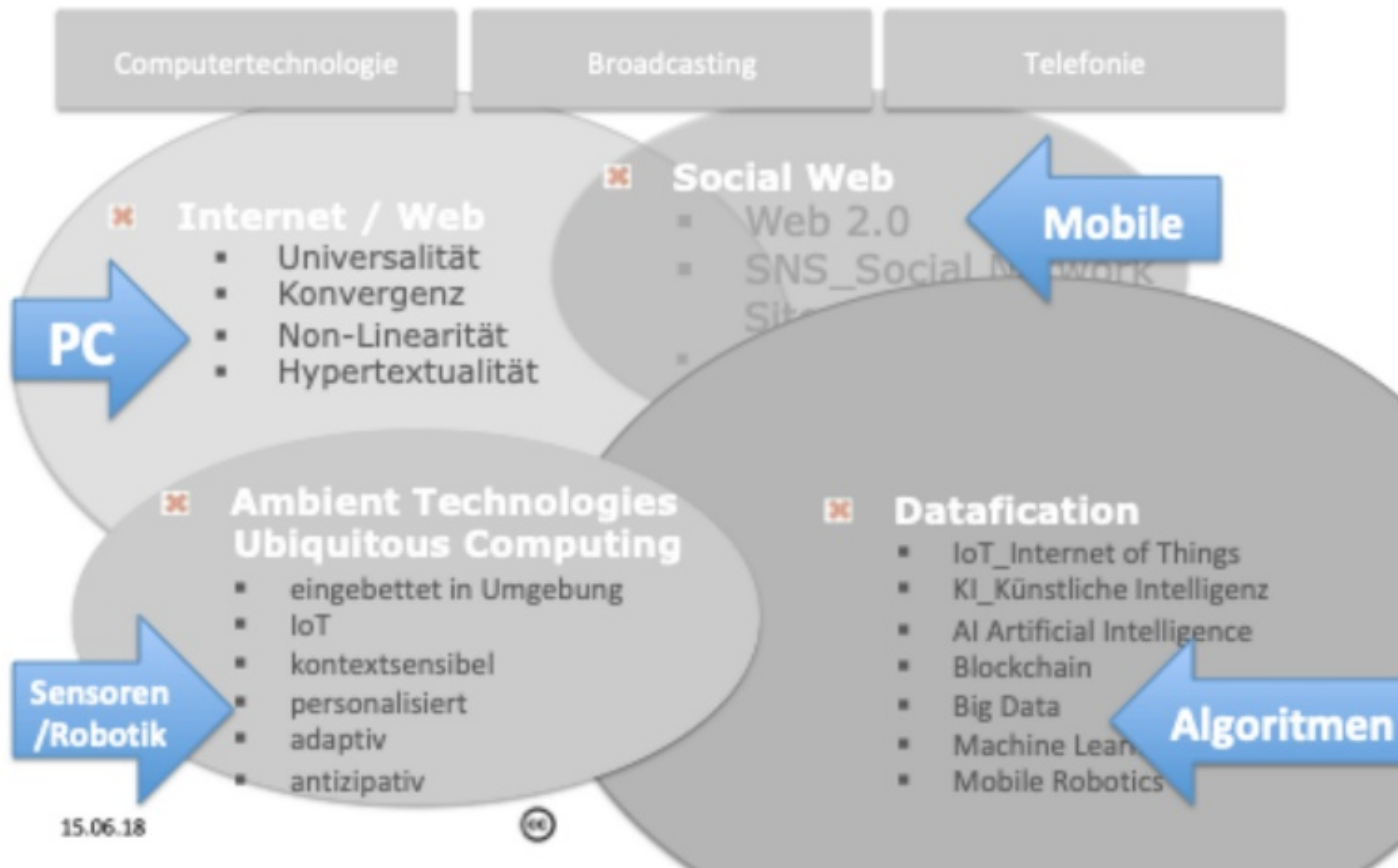 Computertechnologie
Broadcasting
Telefonie
Internet / Web
Universalität
Konvergenz
Non-Linearität
Hypertextualität
PC
Social Web
Web 2.0
SNS_Social Network
Mobile
Ambient Technologies
Ubiquitous Computing
eingebettet in Umgebung
IoT
kontextsensibel
personalisiert
adaptiv
antizipativ
Sensoren
/Robotik
Datafication
IoT_Internet of Things
KI_Künstliche Intelligenz
AI Artificial Intelligence
Blockchain
Big Data
Machine
Mobile Robotics
Algoritmen
15.06.18
cc